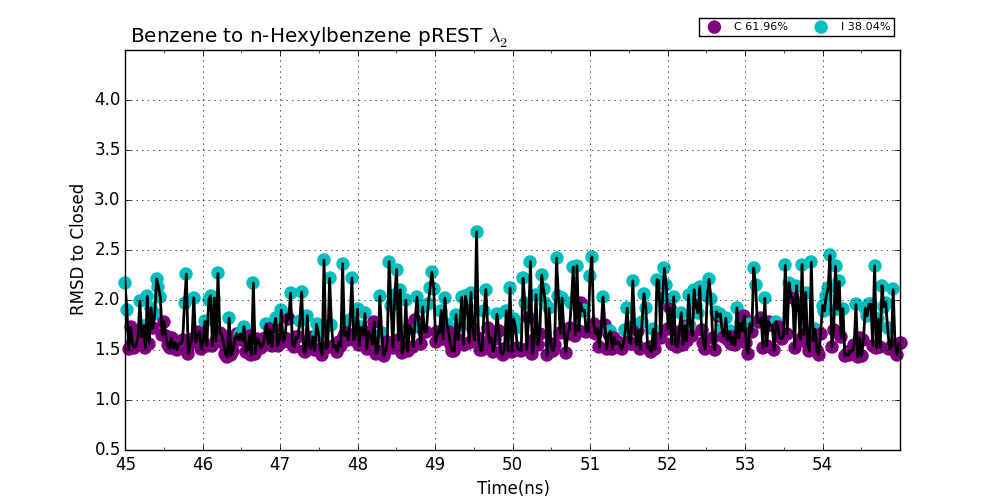 Benzene to n-Hexylbenzene pREST λ₂
C 61.96% I 38.04%
4.0
3.5
3.0
2.5
2.0
1.5
1.0
0.5
RMSD to Closed
45 46 47 48 49 50 51 52 53 54
Time(ns)